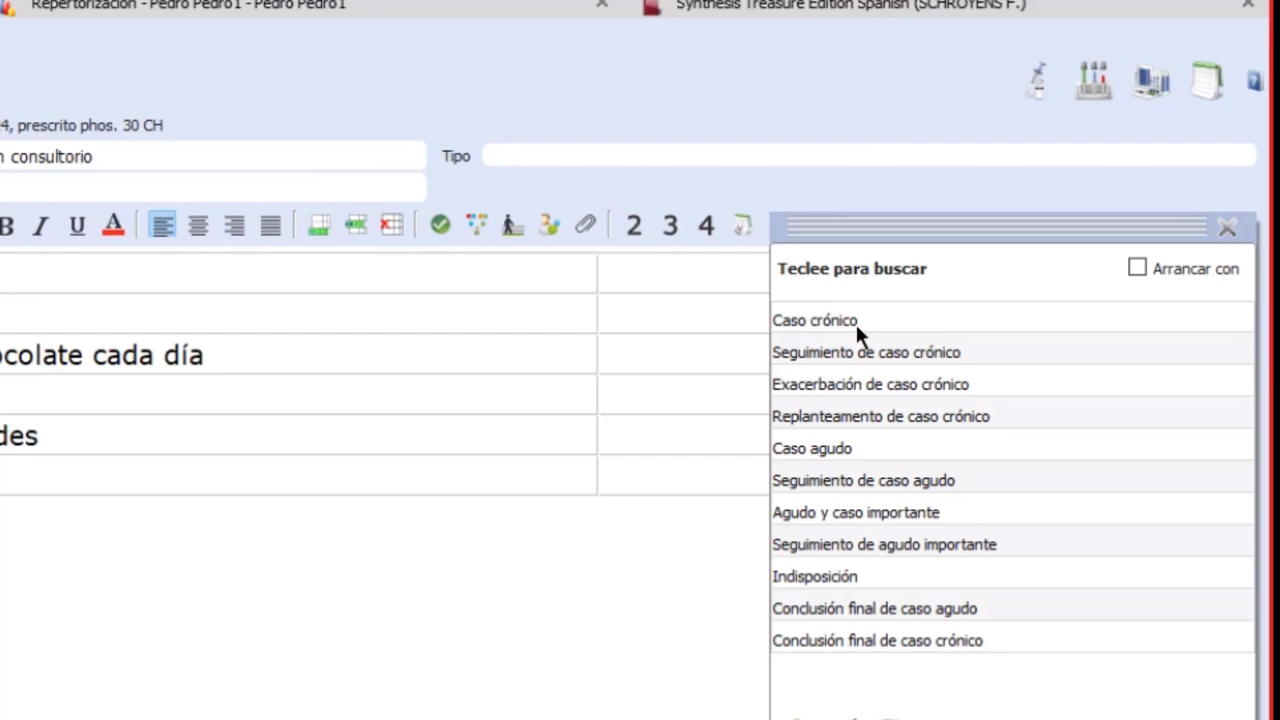 Repertorización - Pedro Pedro1 - Pedro Pedro1
Synthesis Treasure Edition Spanish (SCHROYENS F.)
4, prescrito phos. 30 CH
n consultorio
Tipo
B I U A 2 3 4
Teclee para buscar
Arrancar con
Caso crónico
Seguimiento de caso crónico
ocolate cada día
Exacerbación de caso crónico
Replanteamento de caso crónico
des
Caso agudo
Seguimiento de caso agudo
Agudo y caso importante
Seguimiento de agudo importante
Indisposición
Conclusión final de caso agudo
Conclusión final de caso crónico